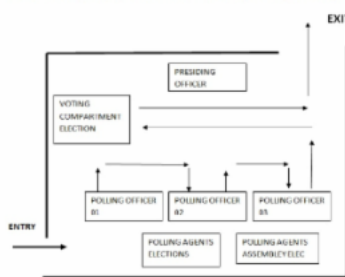 EXIT
PRESIDING
OFFICER
VOTING
COMPARTMENT
ELECTION
POLLING OFFICER
01
POLLING OFFICER
02
POLLING OFFICER
03
ENTRY
POLLING AGENTS
ELECTIONS
POLLING AGENTS
ASSEMBLEY ELEC